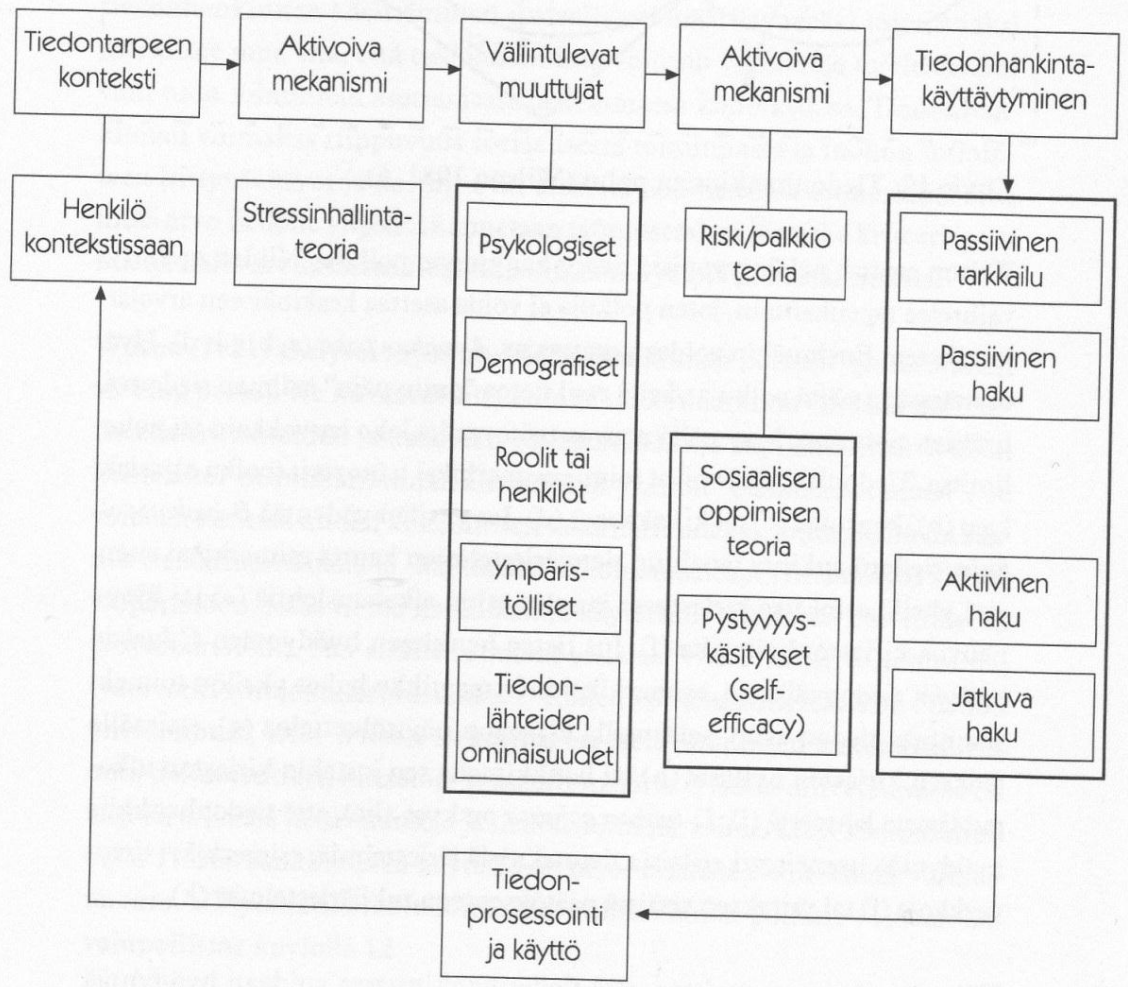 Tiedontarpeen
konteksti
Aktivoiva
mekanismi
Väliintulevat
muuttujat
Aktivoiva
mekanismi
Tiedonhankinta-
käyttäytyminen
Henkilö
kontekstissaan
Stressinhallinta-
teoria
Psykologiset
Demografiset
Roolit tai
henkilöt
Ympäris-
tölliset
Tiedon-
lähteiden
ominaisuudet
Riski/palkkio
teoria
Sosiaalisen
oppimisen
teoria
Pystyvyys-
käsitykset
(self-
efficacy)
Passiivinen
tarkkailu
Passiivinen
haku
Aktiivinen
haku
Jatkuva
haku
Tiedon-
prosessointi
ja käyttö